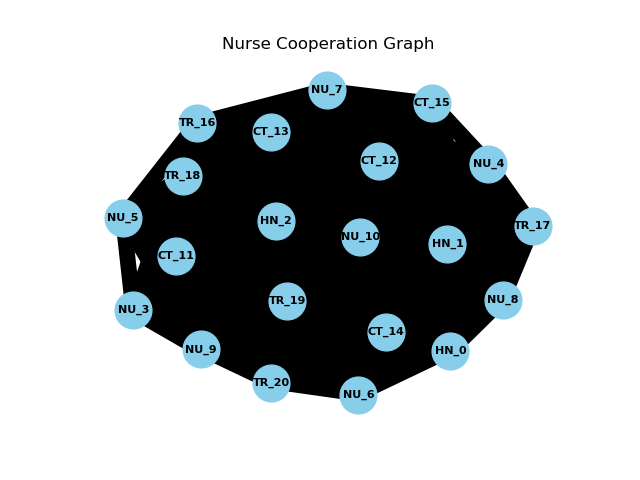 Nurse Cooperation Graph
NU_7
CT_15
TR_16
CT_13
CT_12
NU_4
TR_18
NU_5
HN_2
TR_17
NU_10
HN_1
CT_11
NU_8
TR_19
NU_3
CT_14
NU_9
HN_0
TR_20
NU_6